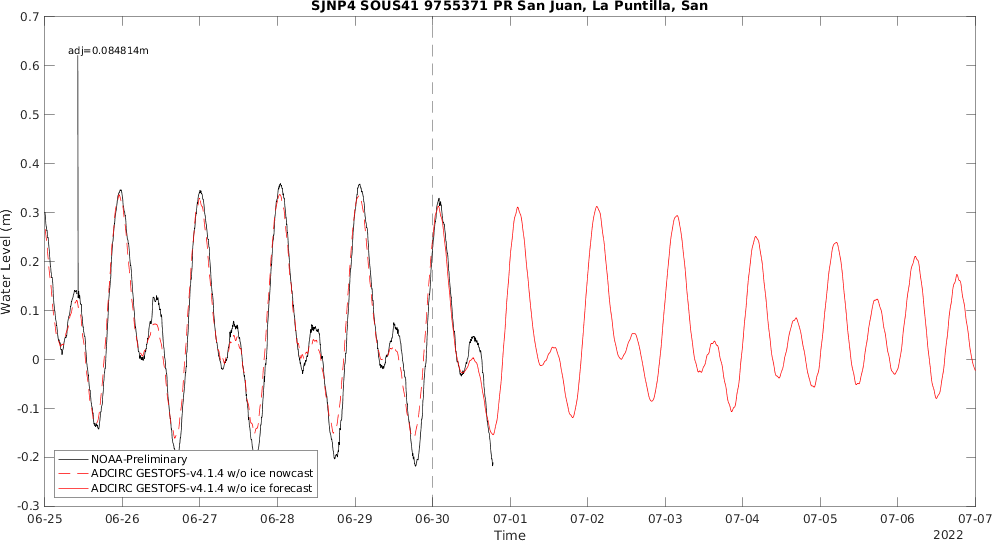 SJNP4 SOUS41 9755371 PR San Juan, La Puntilla, San
0.7
0.6
0.5
0.4
0.3
0.2
0.1
0
-0.1
-0.2
-0.3
Water Level (m)
adj=0.084814m
NOAA-Preliminary
ADCIRC GESTOFS-v4.1.4 w/o ice nowcast
ADCIRC GESTOFS-v4.1.4 w/o ice forecast
06-25 06-26 06-27 06-28 06-29 06-30 07-01 07-02 07-03 07-04 07-05 07-06 07-07
Time
2022